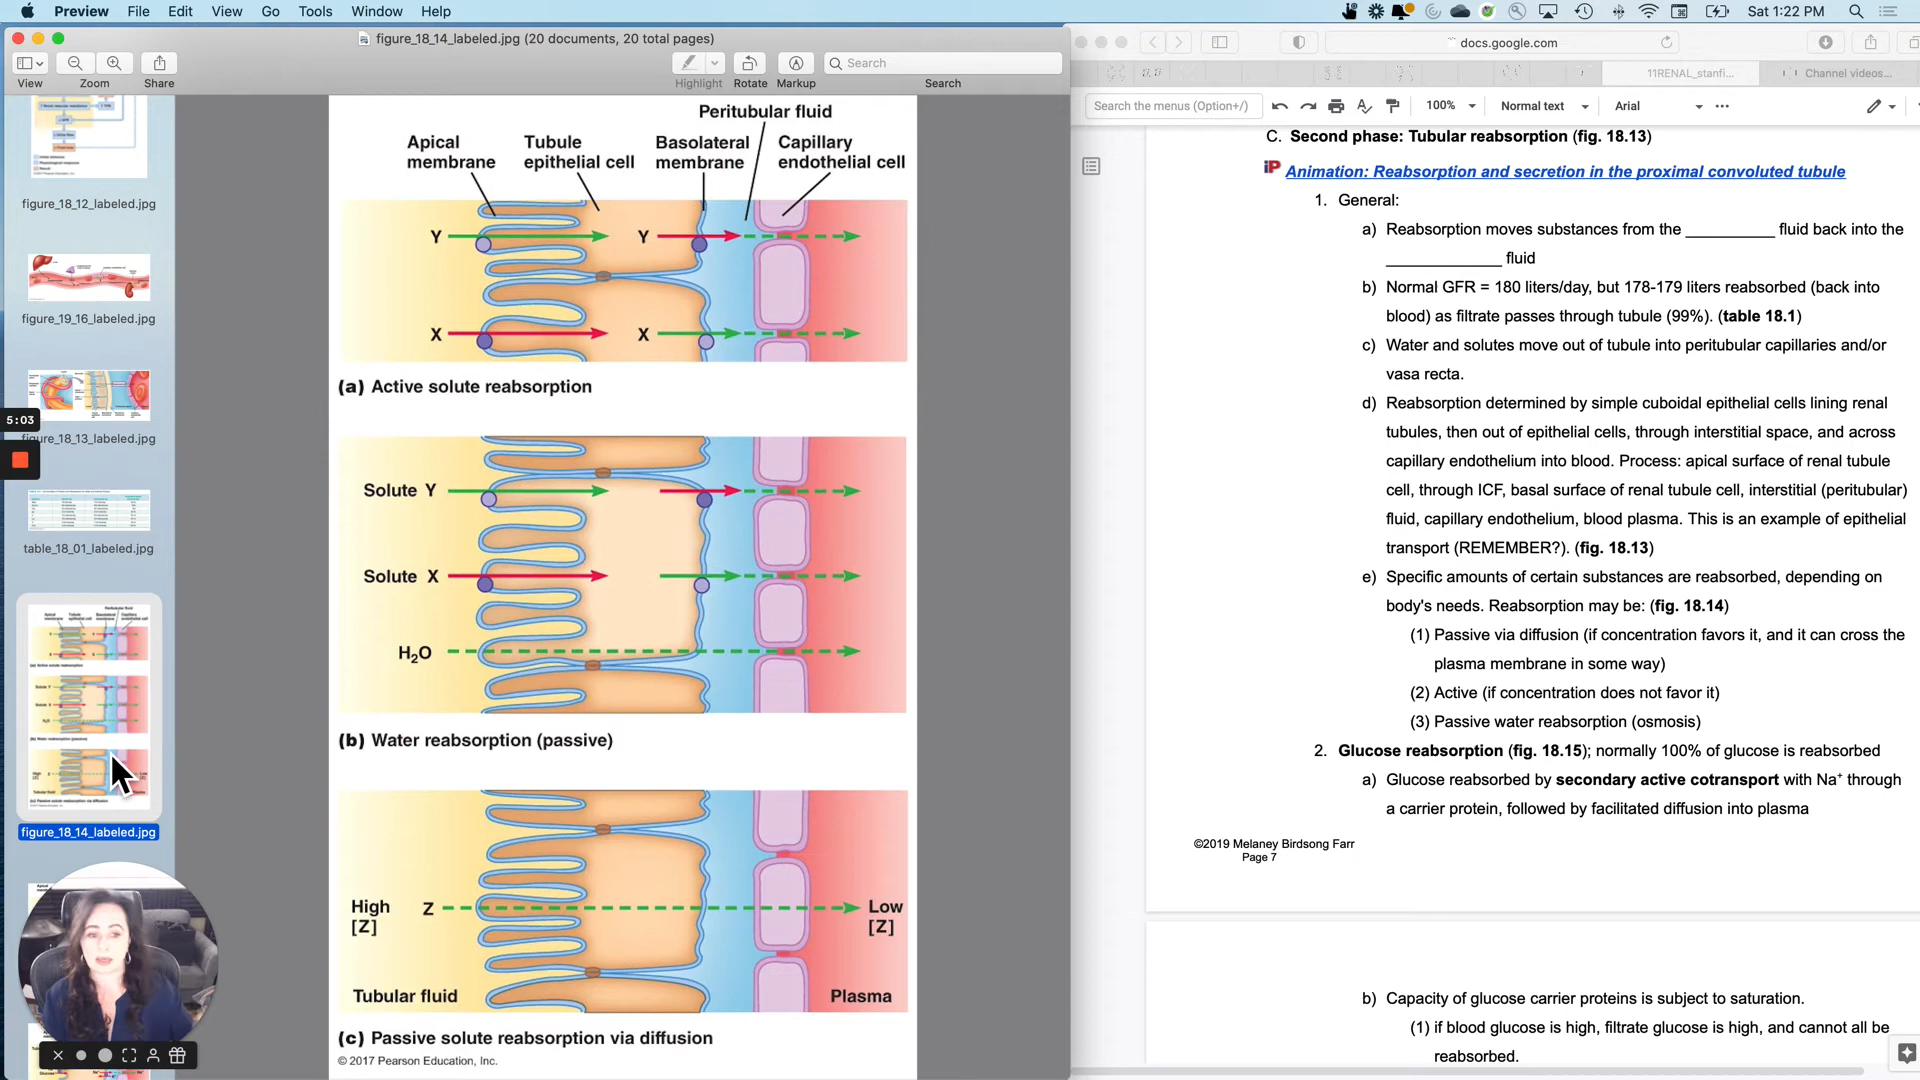 Preview File Edit View Go Tools Window Help
Sat 1:22 PM
figure_18_14_labeled.jpg (20 documents, 20 total pages)
View
Zoom
Share
Highlight
Rotate
Markup
Search
Search
figure_18_12_labeled.jpg
figure_19_16_labeled.jpg
5:03
figure_18_13_labeled.jpg
table_18_01_labeled.jpg
figure_18_14_labeled.jpg
Peritubular fluid
Apical membrane
Tubule epithelial cell
Basolateral membrane
Capillary endothelial cell
Y Y
X X
(a) Active solute reabsorption
Solute Y
Solute X
H₂O
(b) Water reabsorption (passive)
High [Z]
Z
Low [Z]
Tubular fluid
Plasma
(c) Passive solute reabsorption via diffusion
© 2017 Pearson Education, Inc.
docs.google.com
11RENAL_stanfi...
Channel videos...
Search the menus (Option+/)
100%
Normal text
Arial
C. Second phase: Tubular reabsorption (fig. 18.13)
iP Animation: Reabsorption and secretion in the proximal convoluted tubule
1. General:
a) Reabsorption moves substances from the __________ fluid back into the
_____________ fluid
b) Normal GFR = 180 liters/day, but 178-179 liters reabsorbed (back into
blood) as filtrate passes through tubule (99%). (table 18.1)
c) Water and solutes move out of tubule into peritubular capillaries and/or
vasa recta.
d) Reabsorption determined by simple cuboidal epithelial cells lining renal
tubules, then out of epithelial cells, through interstitial space, and across
capillary endothelium into blood. Process: apical surface of renal tubule
cell, through ICF, basal surface of renal tubule cell, interstitial (peritubular)
fluid, capillary endothelium, blood plasma. This is an example of epithelial
transport (REMEMBER?). (fig. 18.13)
e) Specific amounts of certain substances are reabsorbed, depending on
body's needs. Reabsorption may be: (fig. 18.14)
(1) Passive via diffusion (if concentration favors it, and it can cross the
plasma membrane in some way)
(2) Active (if concentration does not favor it)
(3) Passive water reabsorption (osmosis)
2. Glucose reabsorption (fig. 18.15); normally 100% of glucose is reabsorbed
a) Glucose reabsorbed by secondary active cotransport with Na⁺ through
a carrier protein, followed by facilitated diffusion into plasma
©2019 Melaney Birdsong Farr
Page 7
b) Capacity of glucose carrier proteins is subject to saturation.
(1) if blood glucose is high, filtrate glucose is high, and cannot all be
reabsorbed.